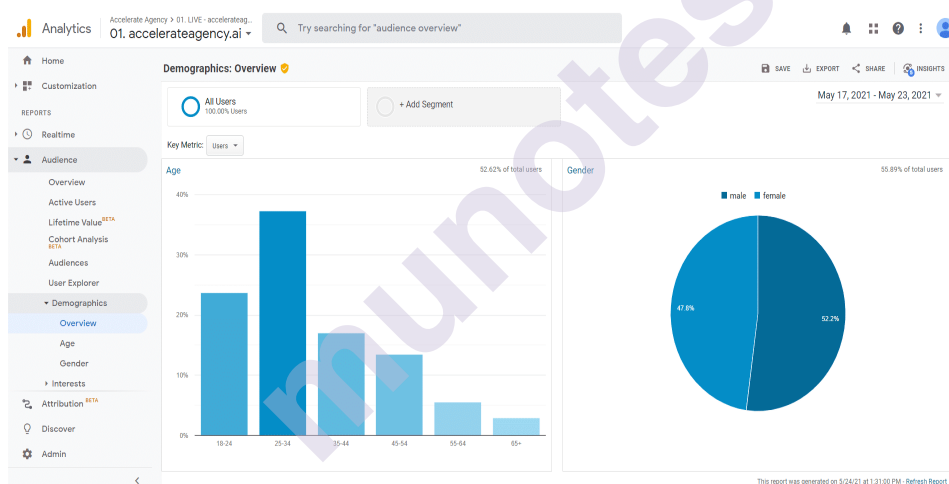 Analytics
Accelerate Agency > 01. LIVE - accelerateag...
01. accelerateagency.ai
Try searching for "audience overview"
Home
Customization
REPORTS
Realtime
Audience
Overview
Active Users
Lifetime Value BETA
Cohort Analysis
BETA
Audiences
User Explorer
Demographics
Overview
Age
Gender
Interests
Attribution BETA
Discover
Admin
Demographics: Overview
SAVE
EXPORT
SHARE
INSIGHTS
All Users
100.00% Users
+ Add Segment
May 17, 2021 - May 23, 2021
Key Metric:
Users
Age
52.62% of total users
40%
30%
20%
10%
0%
18-24
25-34
35-44
45-54
55-64
65+
Gender
55.89% of total users
male
female
47.8%
52.2%
This report was generated on 5/24/21 at 1:31:00 PM - Refresh Report
munotes